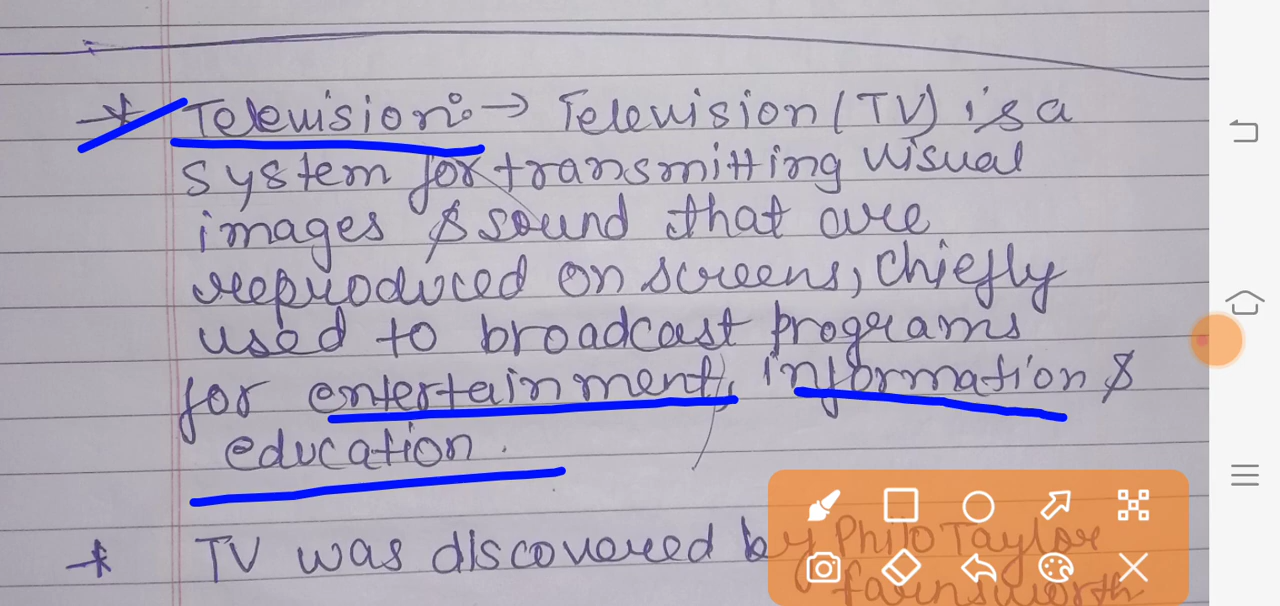 * Television:→ Television (TV) is a
system for transmitting visual
images & sound that are
reproduced on screens, chiefly
used to broadcast programs
for entertainment, information &
education.
* TV was discovered by Philo Taylor
farnsworth